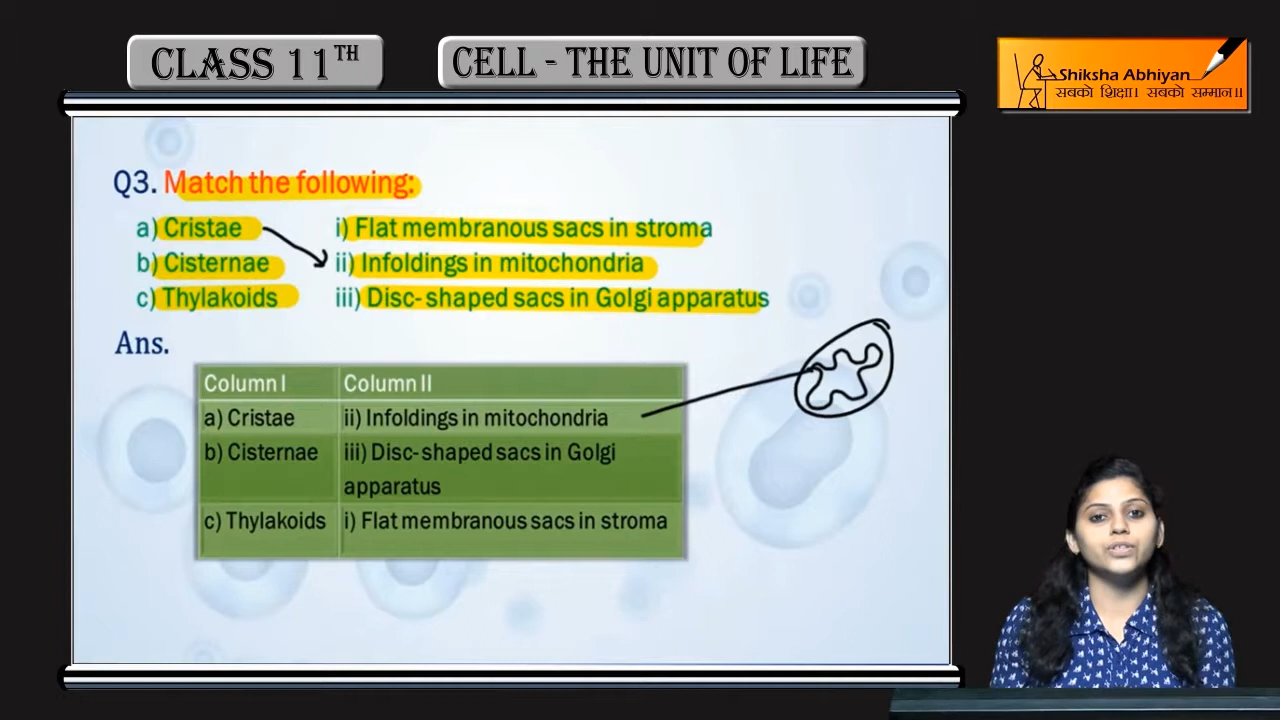 CLASS 11TH
CELL - THE UNIT OF LIFE
Shiksha Abhiyan
सबको शिक्षा। सबको सम्मान॥
Q3. Match the following:
a) Cristae i) Flat membranous sacs in stroma
b) Cisternae ii) Infoldings in mitochondria
c) Thylakoids iii) Disc- shaped sacs in Golgi apparatus
Ans.
Column I Column II
a) Cristae ii) Infoldings in mitochondria
b) Cisternae iii) Disc- shaped sacs in Golgi
apparatus
c) Thylakoids i) Flat membranous sacs in stroma